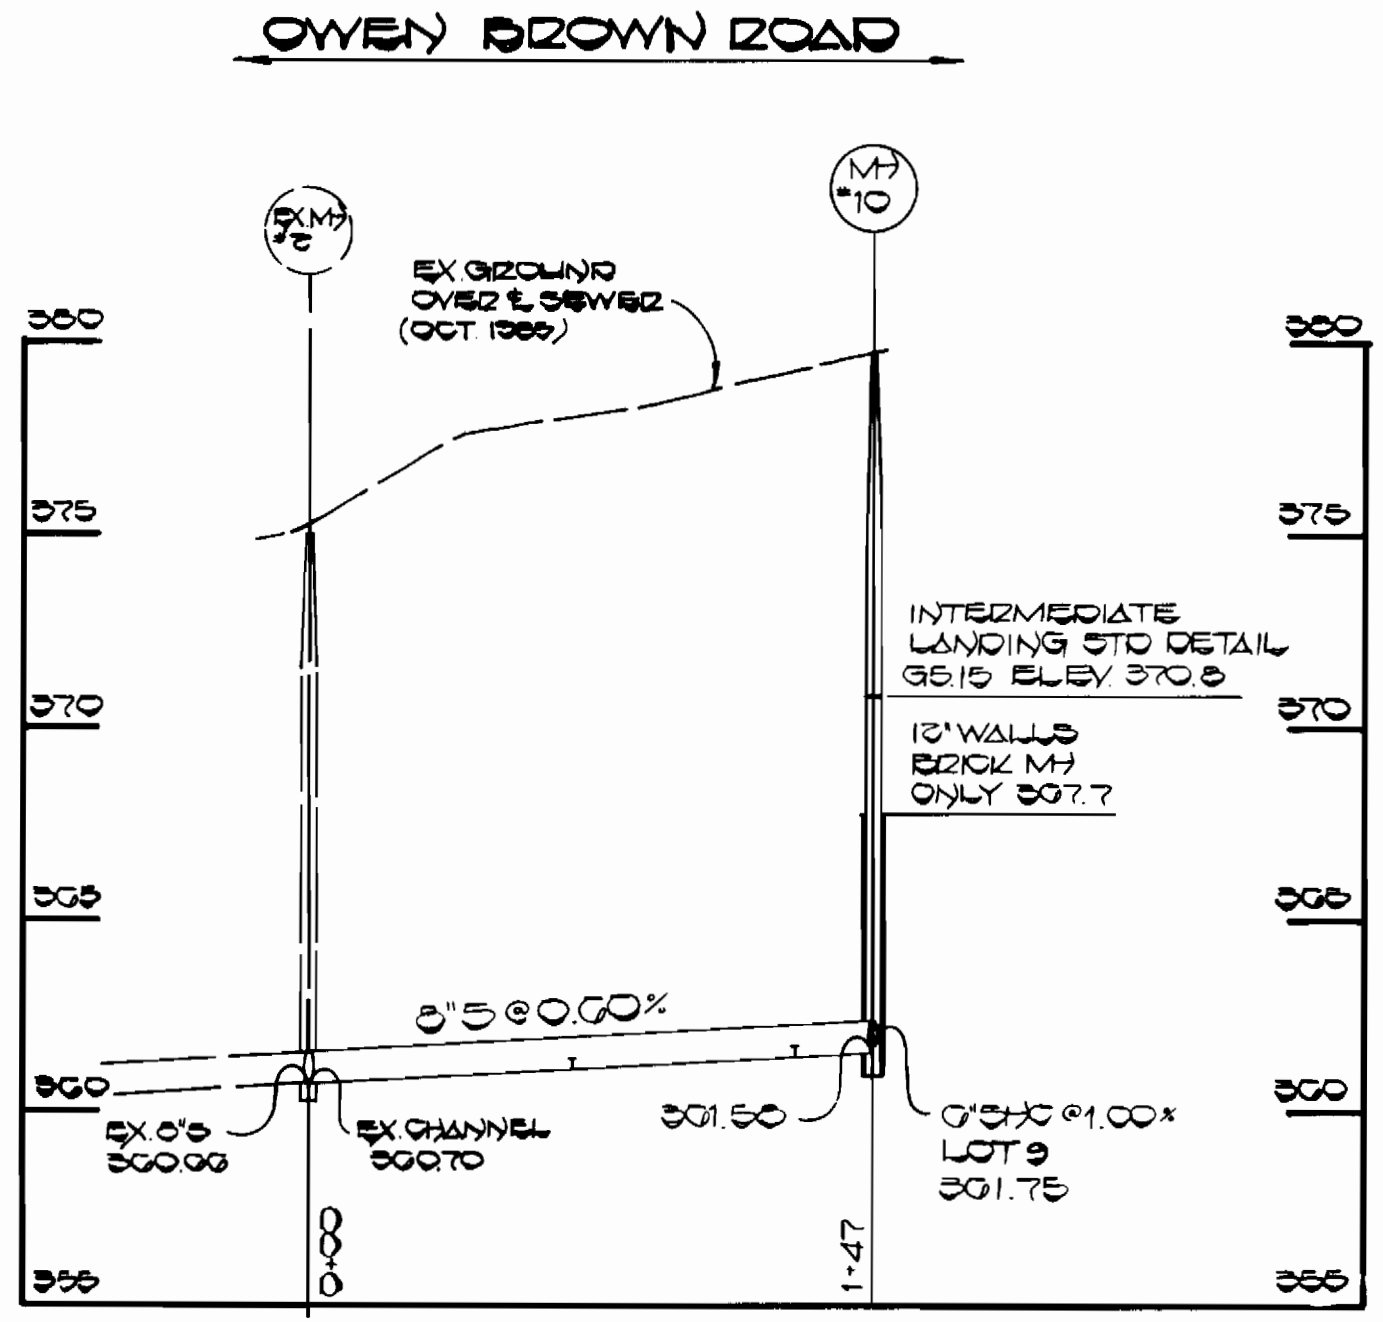 OWEN BROWN ROAD
MH
#10
EX.MH
#2
EX. GROUND
OVER ℄ SEWER
(OCT. 1985)
380
380
375
375
INTERMEDIATE
LANDING STD DETAIL
G5.15 ELEV. 370.8
370
370
12" WALLS
BRICK MH
ONLY 367.7
365
365
8"S @ 0.60%
360
360
EX. 8"S
360.66
EX. CHANNEL
360.70
361.58
6"SHC @ 1.00%
LOT 9
361.75
0+00
1+47
355
355